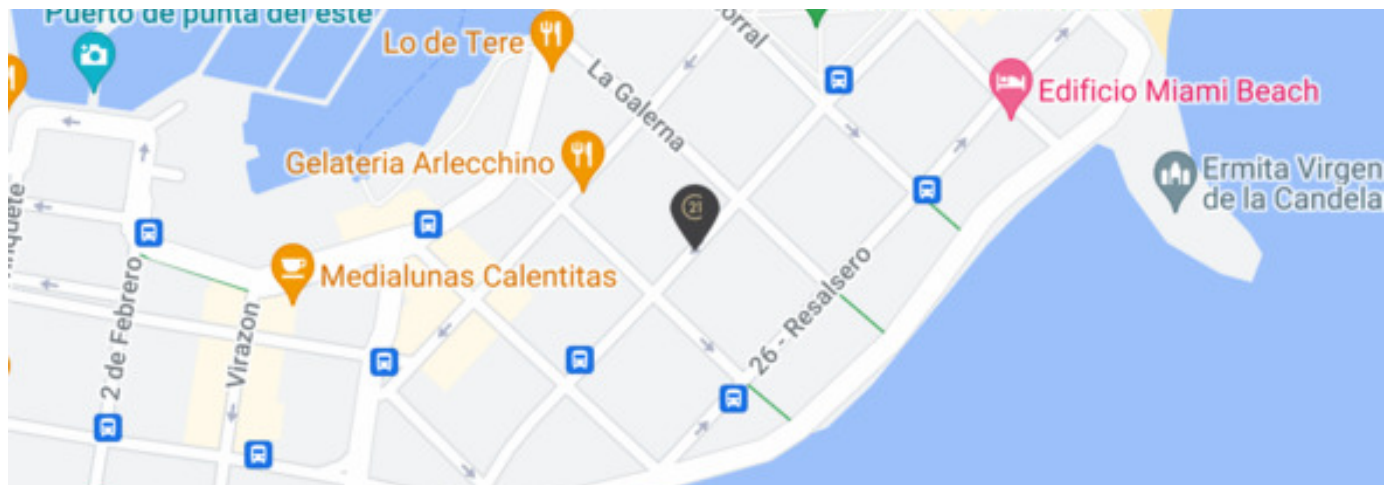 Puerto de punta del este
Lo de Tere
orral
La Galerna
Edificio Miami Beach
Gelateria Arlecchino
Ermita Virgen
de la Candela
21
Medialunas Calentitas
26 - Resalsero
nquete
2 de Febrero
Virazon